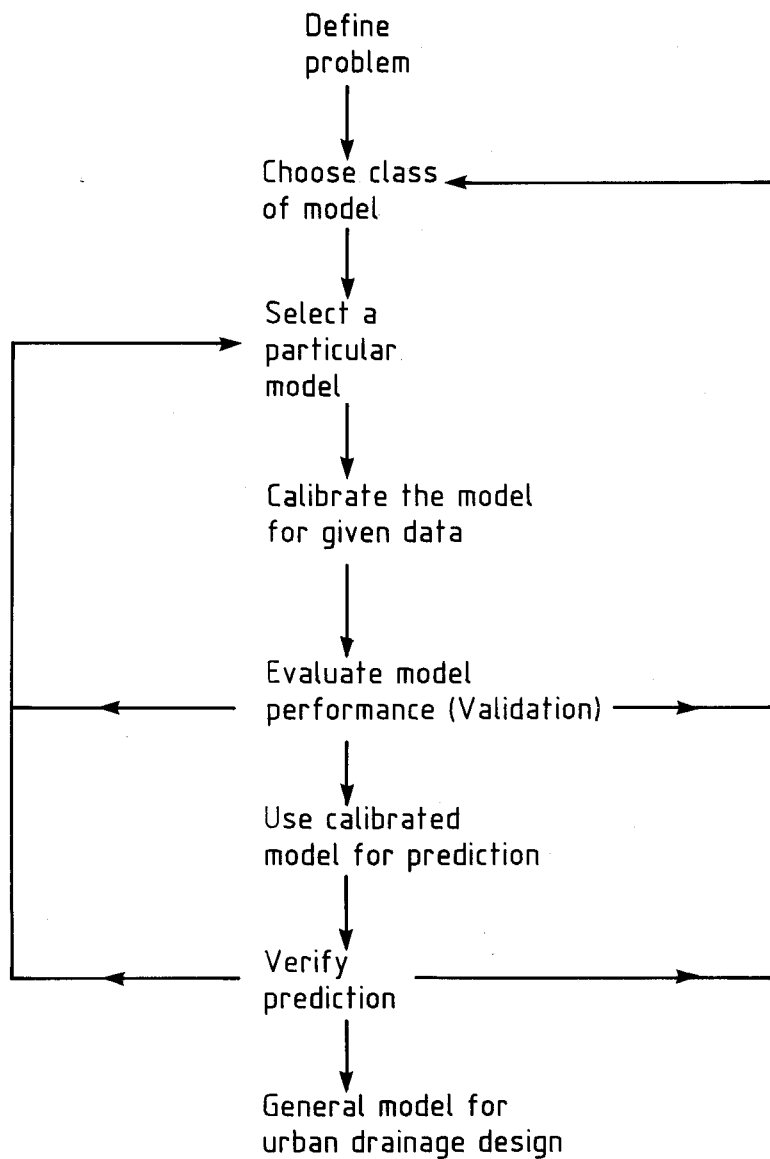 Define
problem
Choose class
of model
Select a
particular
model
Calibrate the model
for given data
Evaluate model
performance (Validation)
Use calibrated
model for prediction
Verify
prediction
General model for
urban drainage design